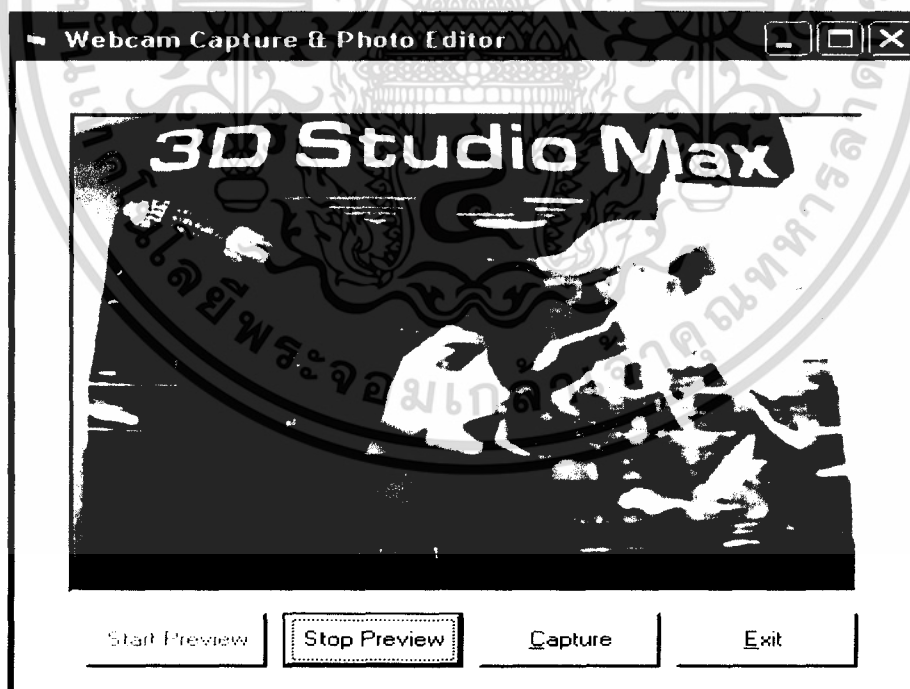 Webcam Capture & Photo Editor
3D Studio Max
Start Preview
Stop Preview
Capture
Exit